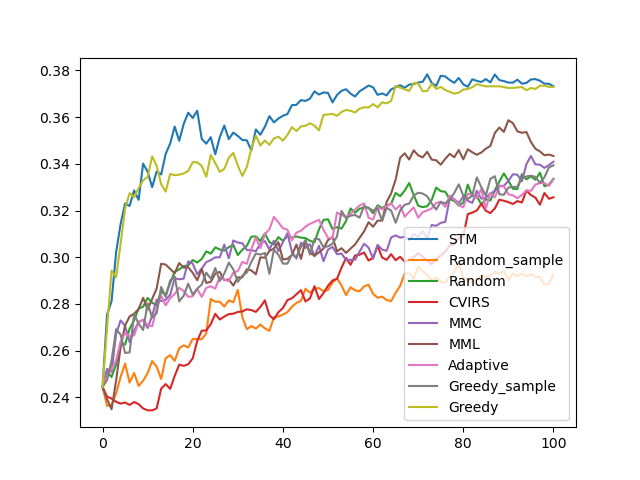 0.38
0.36
0.34
0.32
0.30
0.28
0.26
0.24
0
20
40
60
80
100
STM
Random_sample
Random
CVIRS
MMC
MML
Adaptive
Greedy_sample
Greedy